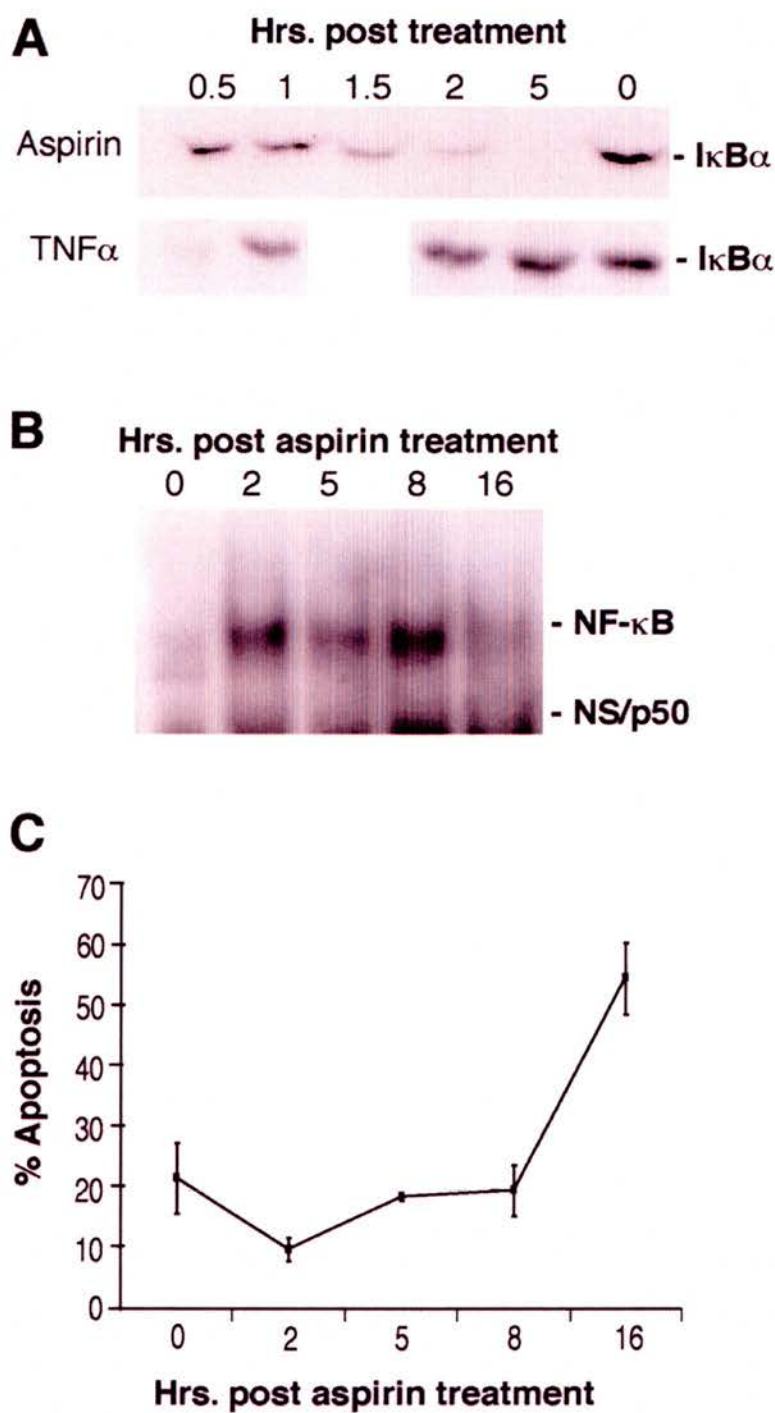 A
Hrs. post treatment
0.5 1 1.5 2 5 0
Aspirin - IκBα
TNFα - IκBα
B
Hrs. post aspirin treatment
0 2 5 8 16
- NF-κB
- NS/p50
C
70
60
50
40
30
20
10
0
% Apoptosis
0 2 5 8 16
Hrs. post aspirin treatment